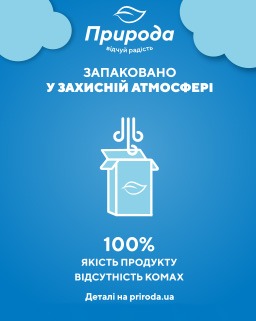 Природа
відчуй радість
ЗАПАКОВАНО
У ЗАХИСНІЙ АТМОСФЕРІ
100%
ЯКІСТЬ ПРОДУКТУ
ВІДСУТНІСТЬ КОМАХ
Деталі на priroda.ua